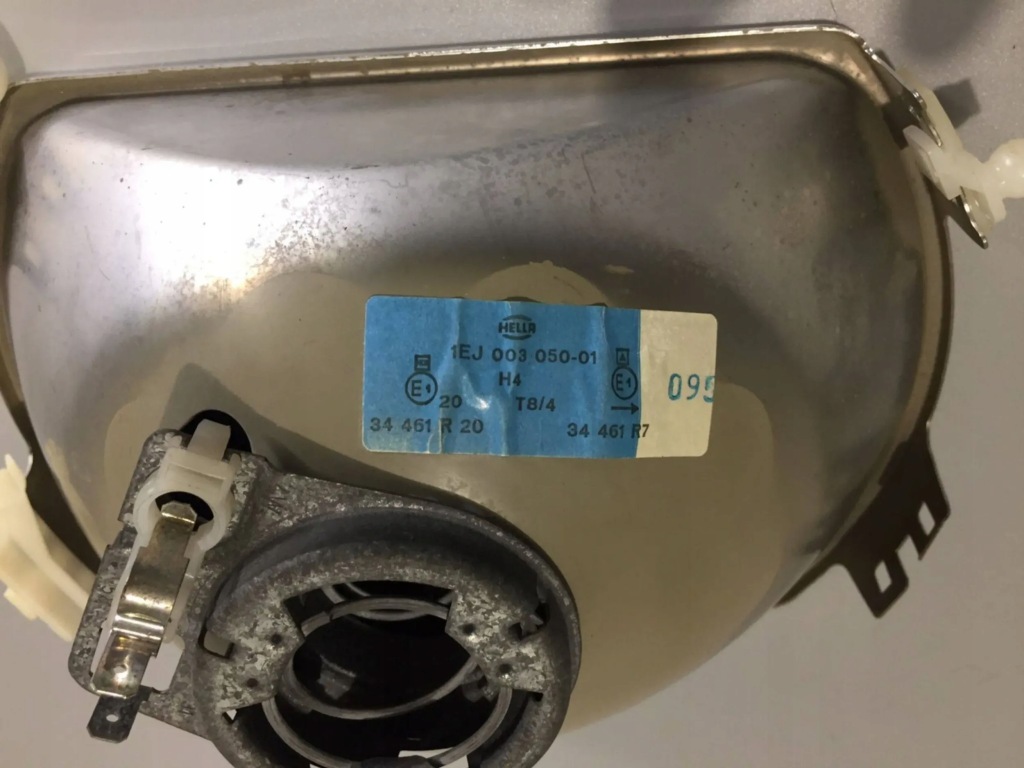 HELLA
1EJ 003 050-01
H4
E1 E1
20 T8/4 →
34 461 R 20 34 461 R7
095